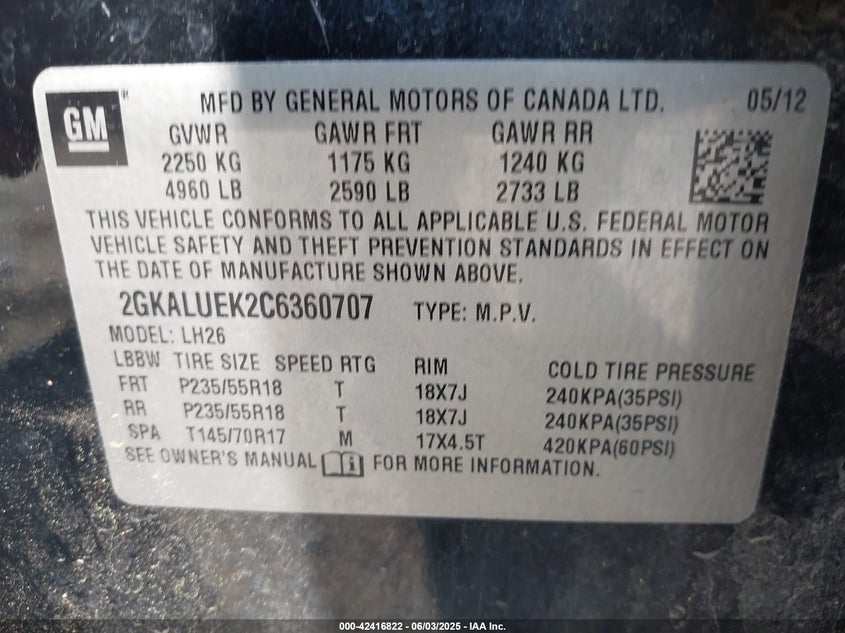 GM ®
MFD BY GENERAL MOTORS OF CANADA LTD. 05/12
GVWR GAWR FRT GAWR RR
2250 KG 1175 KG 1240 KG
4960 LB 2590 LB 2733 LB
THIS VEHICLE CONFORMS TO ALL APPLICABLE U.S. FEDERAL MOTOR
VEHICLE SAFETY AND THEFT PREVENTION STANDARDS IN EFFECT ON
THE DATE OF MANUFACTURE SHOWN ABOVE.
2GKALUEK2C6360707 TYPE: M.P.V.
MODEL: LH26
LBBW TIRE SIZE SPEED RTG RIM COLD TIRE PRESSURE
FRT P235/55R18 T 18X7J 240KPA(35PSI)
RR P235/55R18 T 18X7J 240KPA(35PSI)
SPA T145/70R17 M 17X4.5T 420KPA(60PSI)
SEE OWNER'S MANUAL FOR MORE INFORMATION.
000-42416822 - 06/03/2025 - IAA Inc.